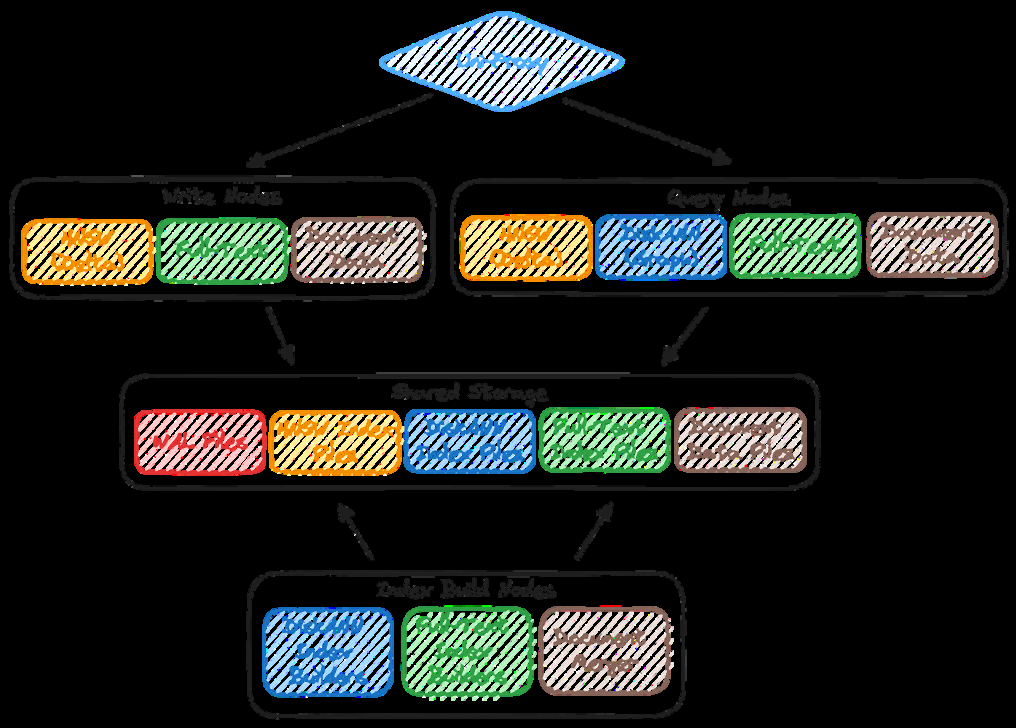 Write Nodes
HNSW
(Delta)
Full-Text
Document
Data
Query Nodes
HNSW
(Delta)
DiskANN
(Graph)
Full-Text
Document
Data
Shared Storage
WAL Files
HNSW Index
Files
DiskANN
Index Files
Full-Text
Index Files
Document
Data Files
Index Build Nodes
DiskANN
Index
Builders
Full-Text
Index
Builders
Document
Merger